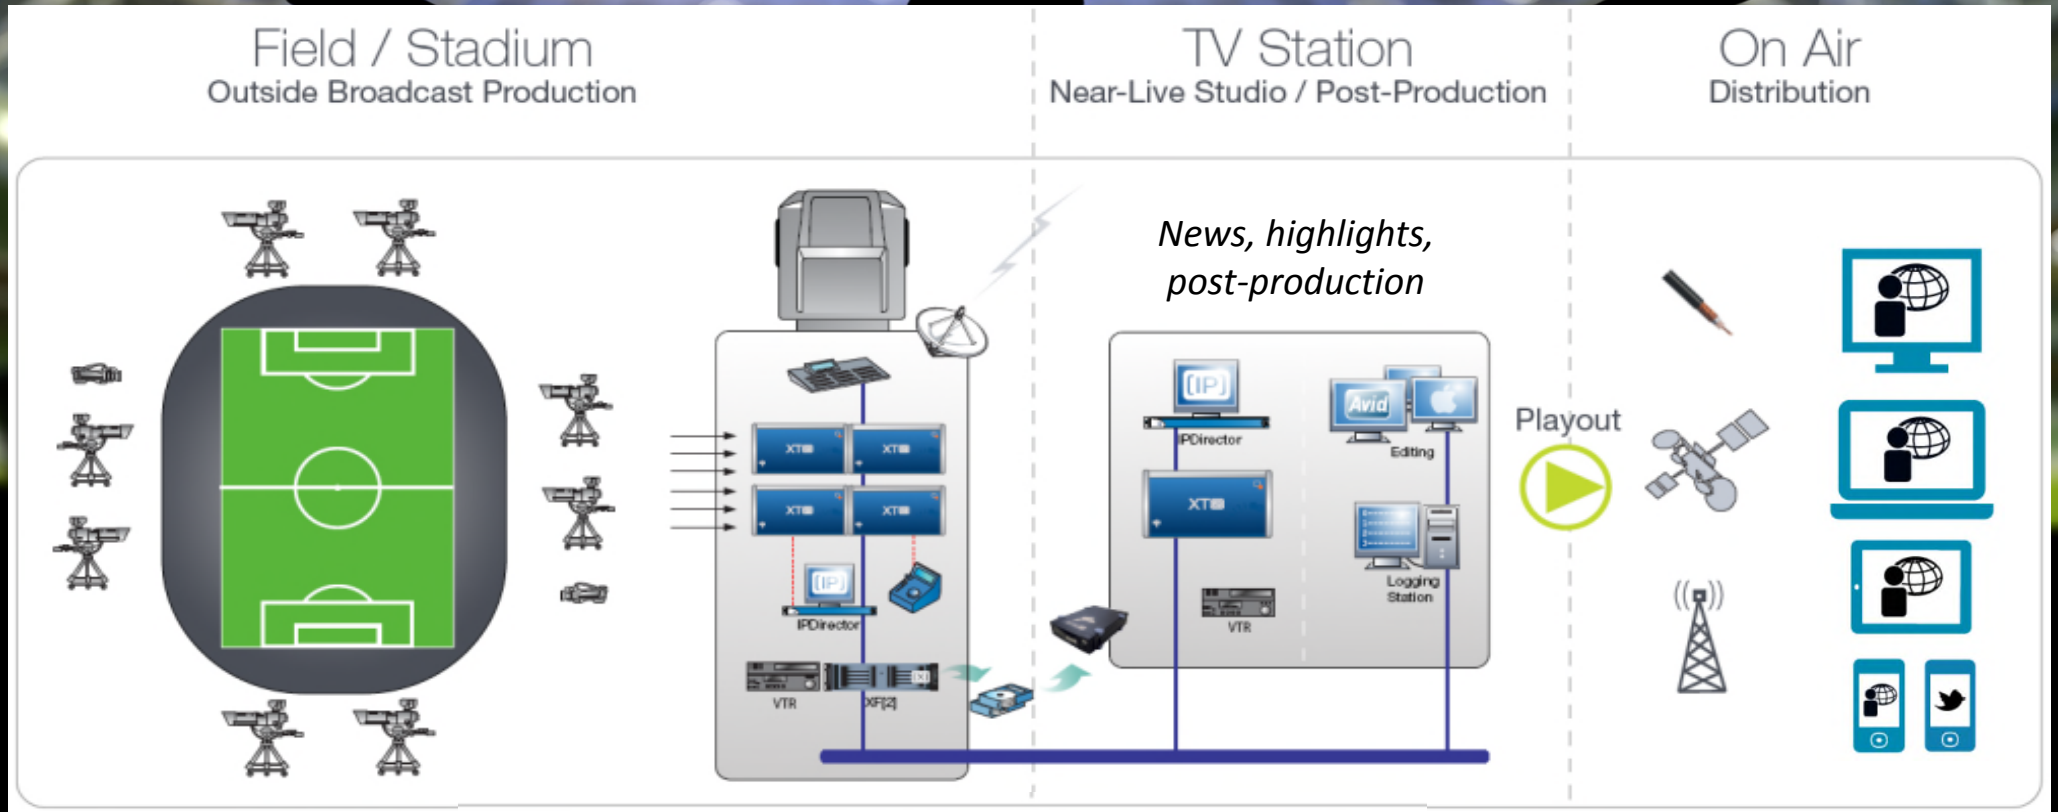 Field / Stadium
Outside Broadcast Production
TV Station
Near-Live Studio / Post-Production
On Air
Distribution
News, highlights,
post-production
XT
XT
XT
XT
(IP)
IPDirector
VTR
XF[2]
(IP)
IPDirector
XT
VTR
Avid
Editing
Logging
Station
Playout